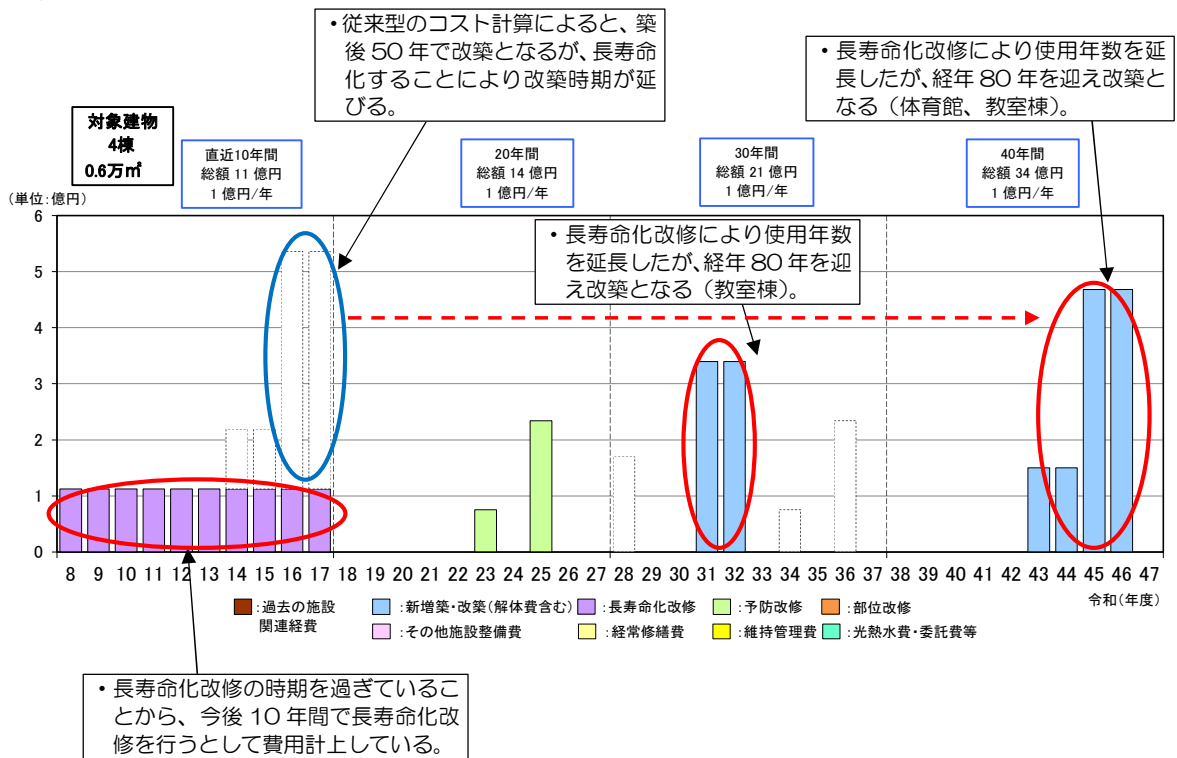 ・従来型のコスト計算によると、築
後50年で改築となるが、長寿命
化することにより改築時期が延
びる。
・長寿命化改修により使用年数を延
長したが、経年80年を迎え改築と
なる（体育館、教室棟）。
対象建物
4棟
0.6万㎡
直近10年間
総額 11 億円
1 億円/年
20年間
総額 14 億円
1 億円/年
30年間
総額 21 億円
1 億円/年
40年間
総額 34 億円
1 億円/年
(単位:億円)
・長寿命化改修により使用年数
を延長したが、経年80年を迎
え改築となる（教室棟）。
6
5
4
3
2
1
0
8 9 10 11 12 13 14 15 16 17 18 19 20 21 22 23 24 25 26 27 28 29 30 31 32 33 34 35 36 37 38 39 40 41 42 43 44 45 46 47
令和(年度)
:過去の施設
関連経費
:新増築・改築(解体費含む)
:長寿命化改修
:予防改修
:部位改修
:その他施設整備費
:経常修繕費
:維持管理費
:光熱水費・委託費等
・長寿命化改修の時期を過ぎているこ
とから、今後10年間で長寿命化改
修を行うとして費用計上している。